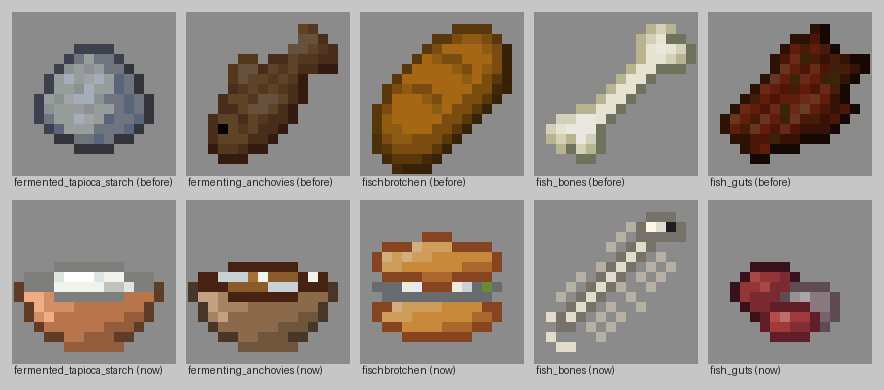 fermented_tapioca_starch (before) fermenting_anchovies (before) fischbrotchen (before) fish_bones (before) fish_guts (before)
fermented_tapioca_starch (now) fermenting_anchovies (now) fischbrotchen (now) fish_bones (now) fish_guts (now)